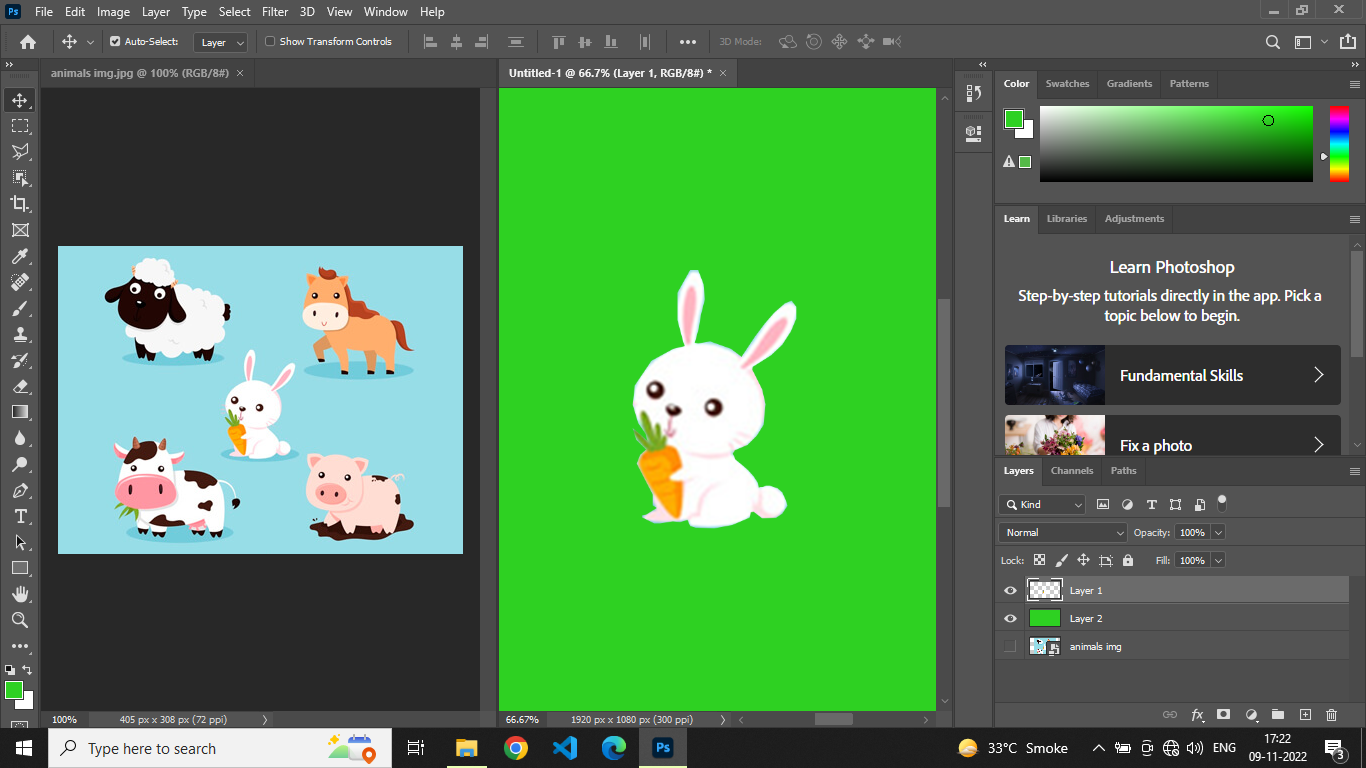 Ps File Edit Image Layer Type Select Filter 3D View Window Help
Auto-Select: Layer Show Transform Controls 3D Mode:
animals img.jpg @ 100% (RGB/8#) ×
Untitled-1 @ 66.7% (Layer 1, RGB/8#) * ×
Color Swatches Gradients Patterns
Learn Libraries Adjustments
Learn Photoshop
Step-by-step tutorials directly in the app. Pick a
topic below to begin.
Fundamental Skills
Fix a photo
Layers Channels Paths
Kind
Normal Opacity: 100%
Lock: Fill: 100%
Layer 1
Layer 2
animals img
fx
100% 405 px x 308 px (72 ppi)
66.67% 1920 px x 1080 px (300 ppi)
Type here to search
Ps
33°C Smoke
ENG
17:22
09-11-2022
3